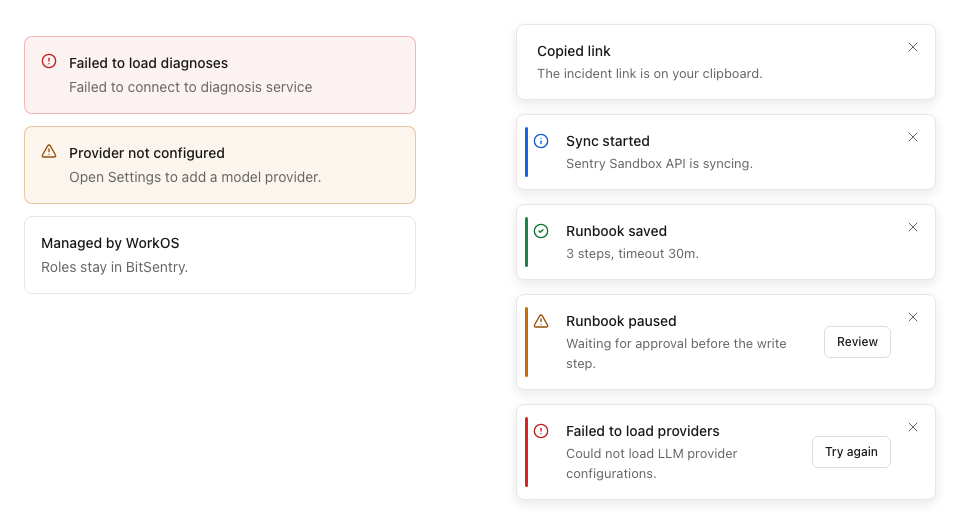 Failed to load diagnoses
Failed to connect to diagnosis service
Provider not configured
Open Settings to add a model provider.
Managed by WorkOS
Roles stay in BitSentry.
Copied link
The incident link is on your clipboard.
Sync started
Sentry Sandbox API is syncing.
Runbook saved
3 steps, timeout 30m.
Runbook paused
Waiting for approval before the write
step.
Review
Failed to load providers
Could not load LLM provider
configurations.
Try again